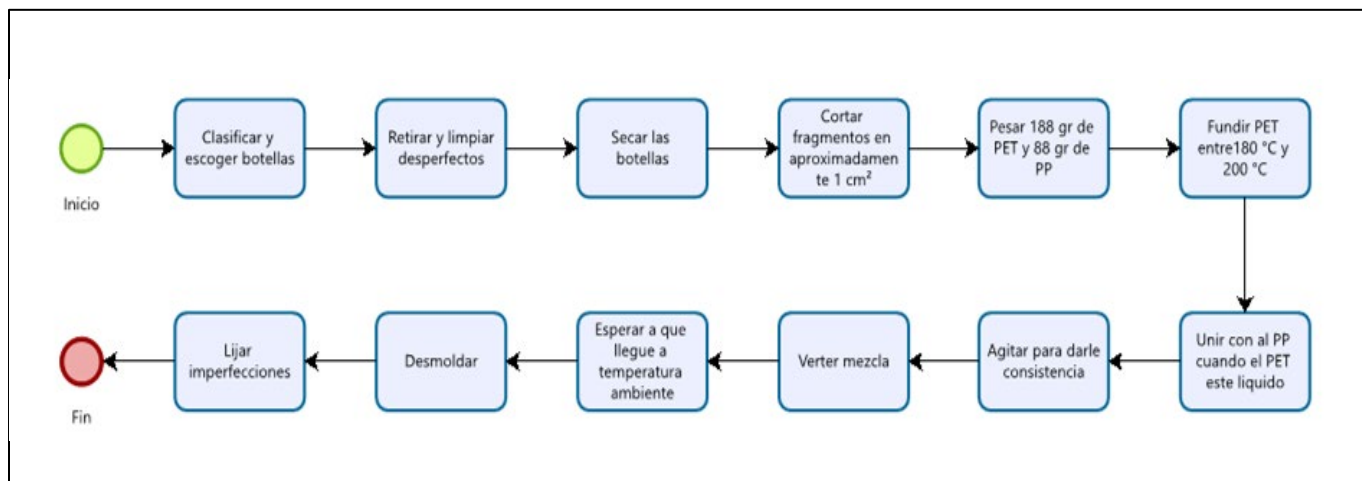 Inicio
Clasificar y
escoger botellas
Retirar y limpiar
desperfectos
Secar las
botellas
Cortar
fragmentos en
aproximadamen
te 1 cm²
Pesar 188 gr de
PET y 88 gr de
PP
Fundir PET
entre180 °C y
200 °C
Unir con al PP
cuando el PET
este liquido
Agitar para darle
consistencia
Verter mezcla
Esperar a que
llegue a
temperatura
ambiente
Desmoldar
Lijar
imperfecciones
Fin